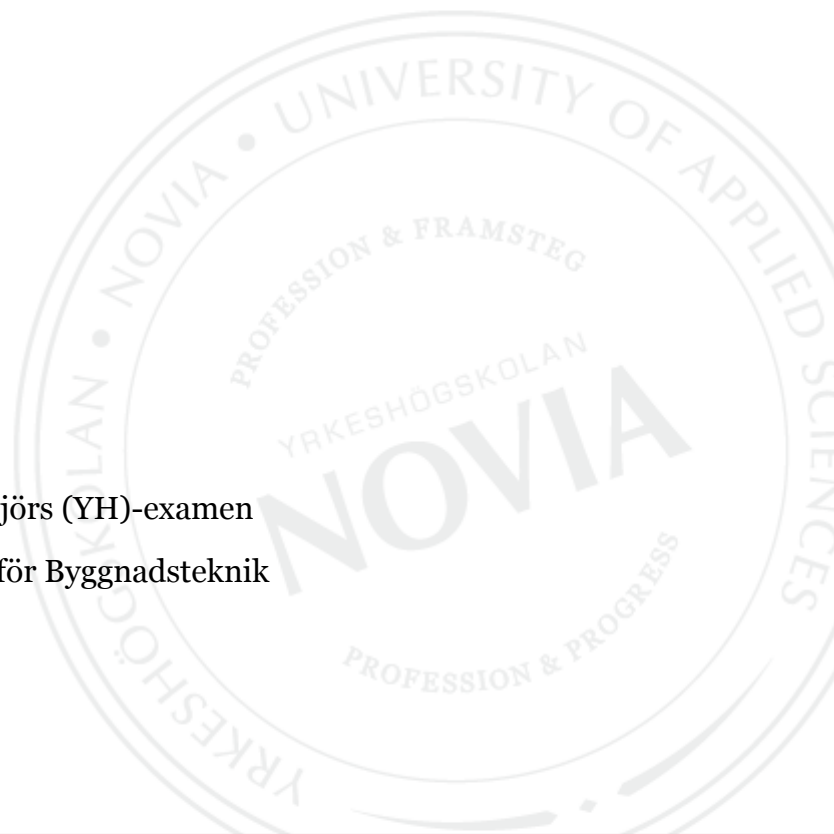 YRKESHÖGSKOLAN • NOVIA • UNIVERSITY OF APPLIED SCIENCES
PROFESSION & FRAMSTEG
YRKESHÖGSKOLAN
NOVIA
PROFESSION & PROGRESS
jörs (YH)-examen
för Byggnadsteknik